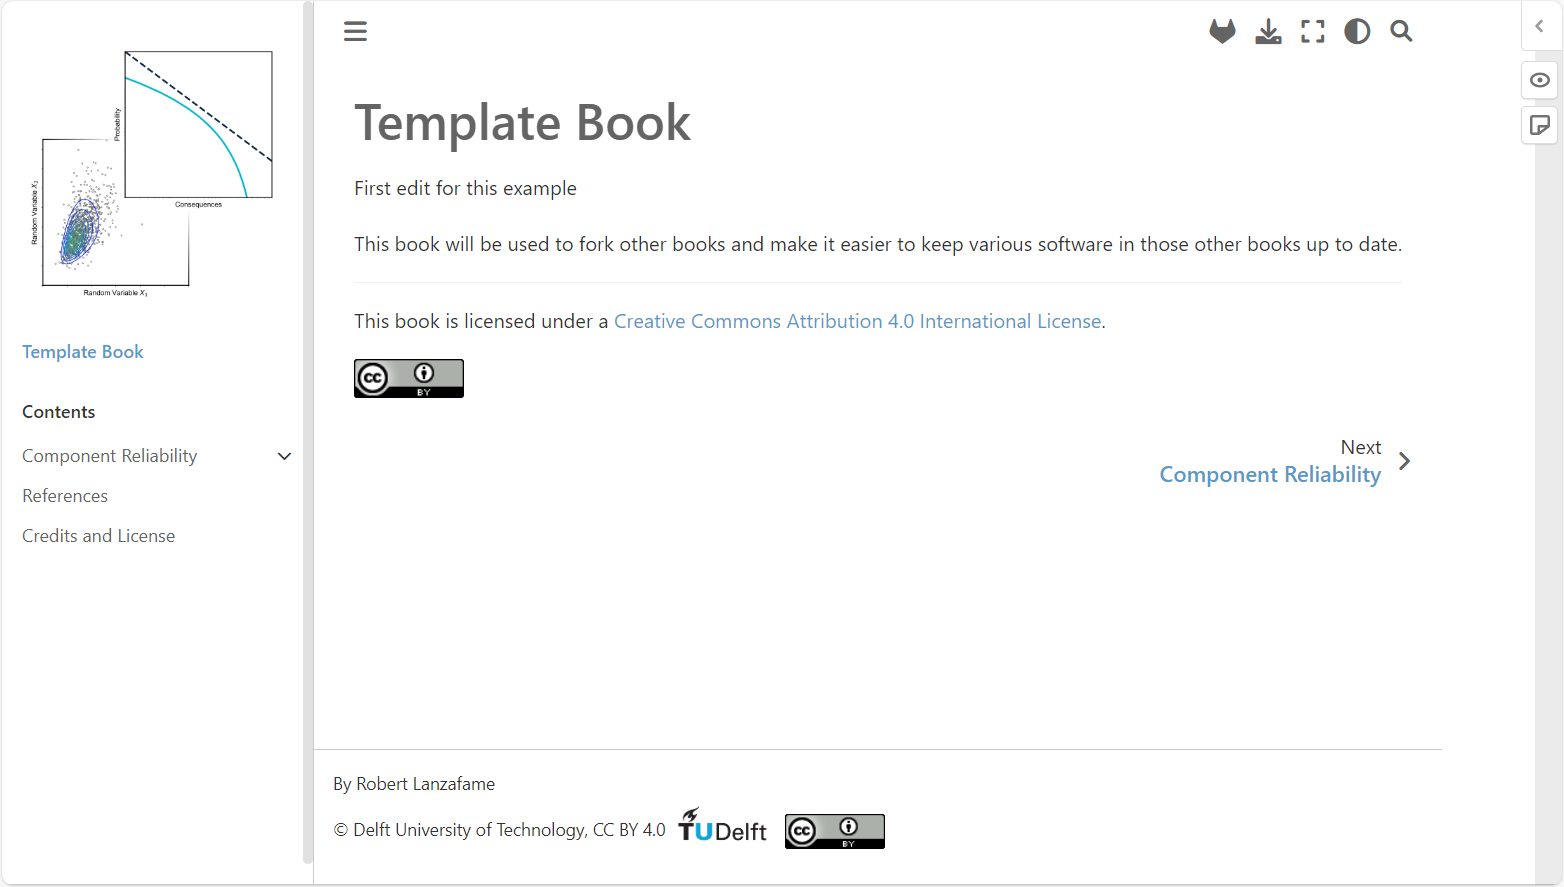 Probability
Consequences
Random Variable X₂
Random Variable X₁
Template Book
Contents
Component Reliability
References
Credits and License
Template Book
First edit for this example
This book will be used to fork other books and make it easier to keep various software in those other books up to date.
This book is licensed under a Creative Commons Attribution 4.0 International License.
cc
BY
Next
Component Reliability
By Robert Lanzafame
© Delft University of Technology, CC BY 4.0
TU Delft
cc
BY